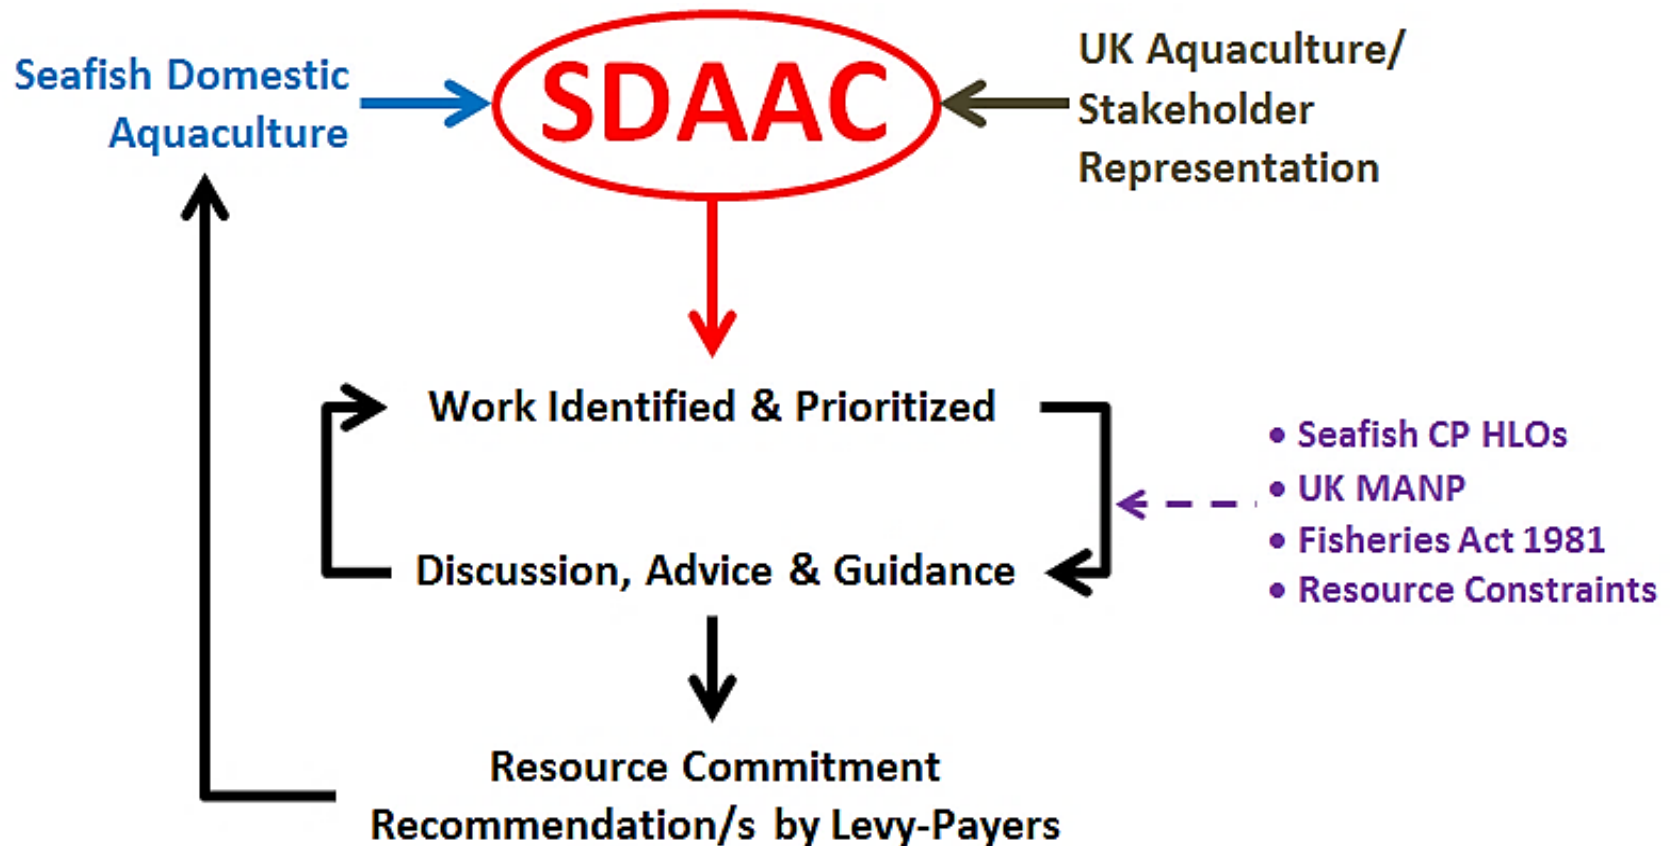 Seafish Domestic
Aquaculture
SDAAC
UK Aquaculture/
Stakeholder
Representation
Work Identified & Prioritized
Discussion, Advice & Guidance
• Seafish CP HLOs
• UK MANP
• Fisheries Act 1981
• Resource Constraints
Resource Commitment
Recommendation/s by Levy-Payers